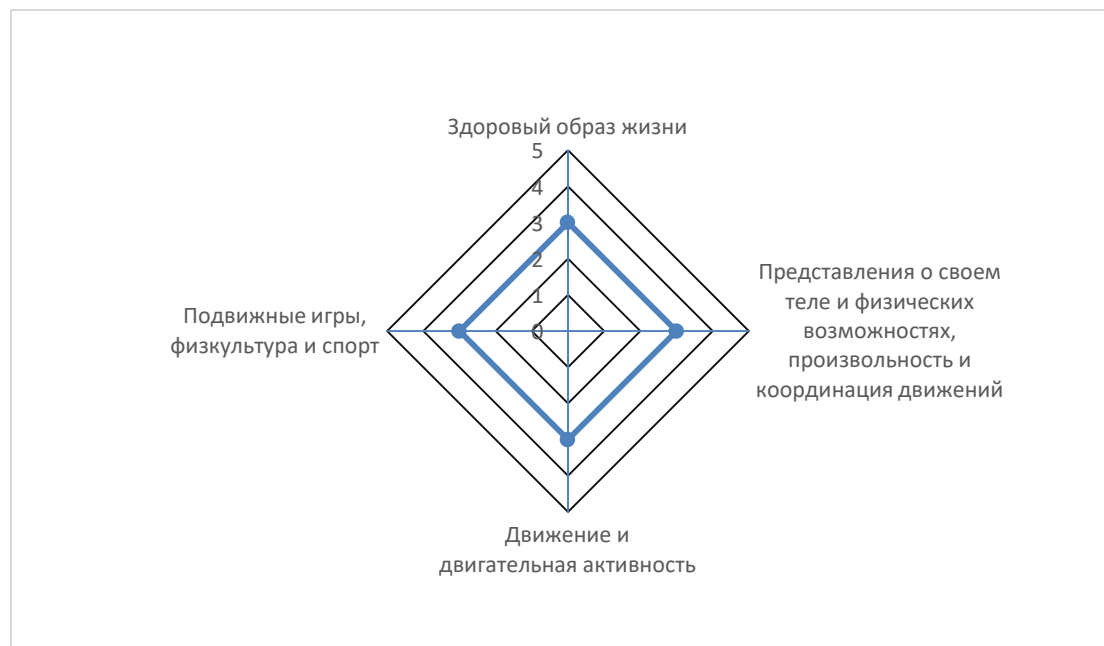 Здоровый образ жизни
5
4
3
2
1
0
Представления о своем
теле и физических
возможностях,
произвольность и
координация движений
Движение и
двигательная активность
Подвижные игры,
физкультура и спорт